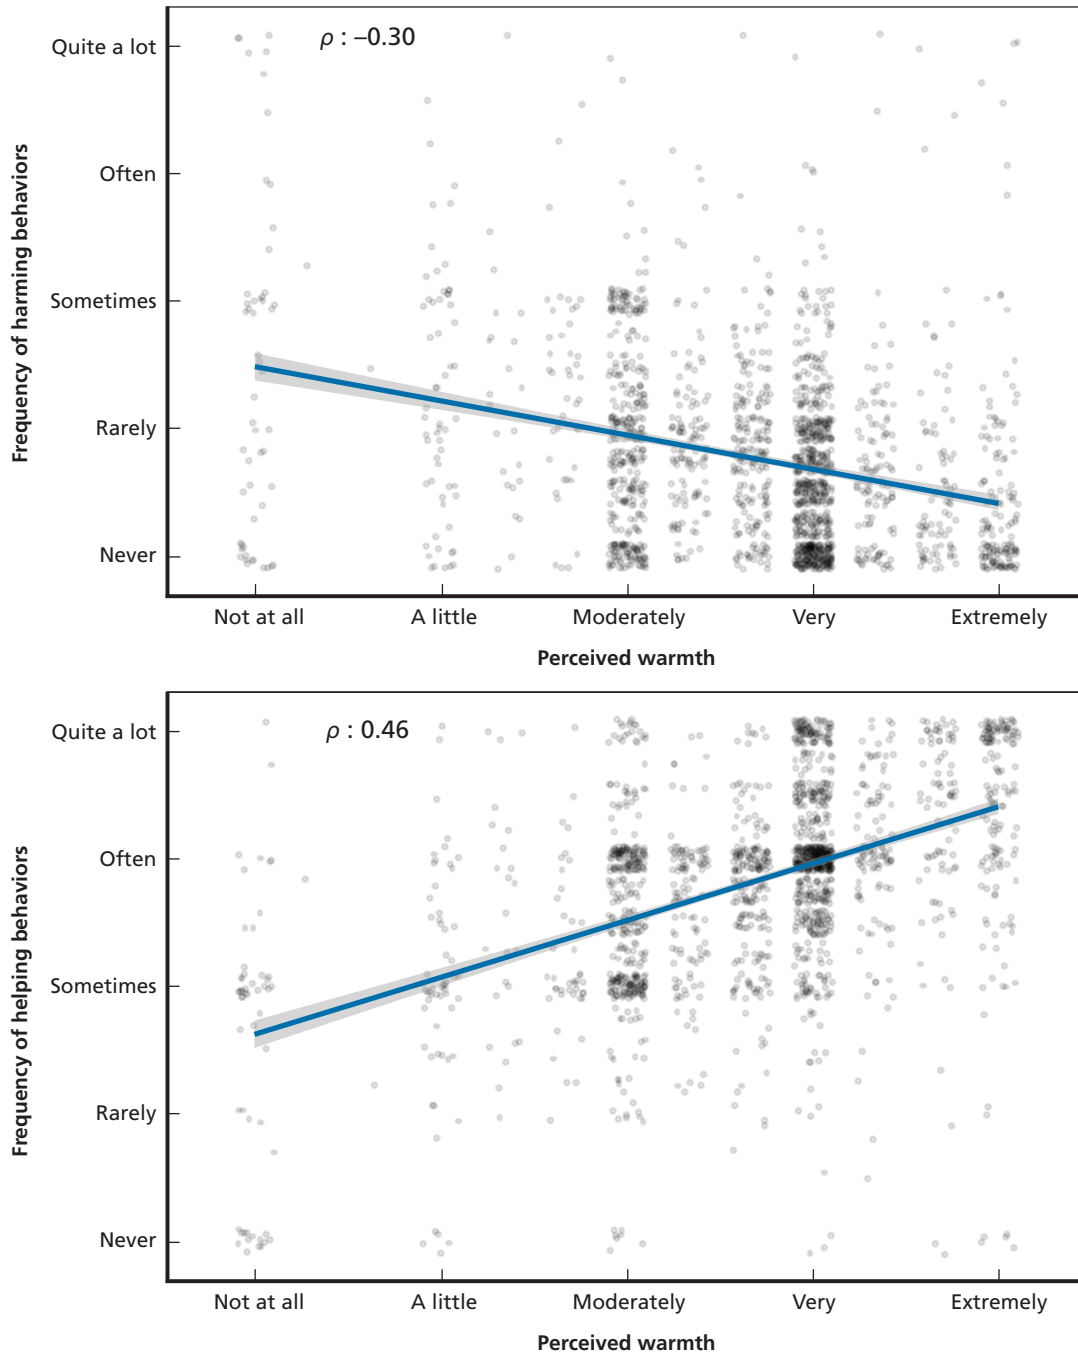 Quite a lot
ρ : –0.30
Often
Sometimes
Rarely
Never
Frequency of harming behaviors
Not at all
A little
Moderately
Very
Extremely
Perceived warmth
Quite a lot
ρ : 0.46
Often
Sometimes
Rarely
Never
Frequency of helping behaviors
Not at all
A little
Moderately
Very
Extremely
Perceived warmth